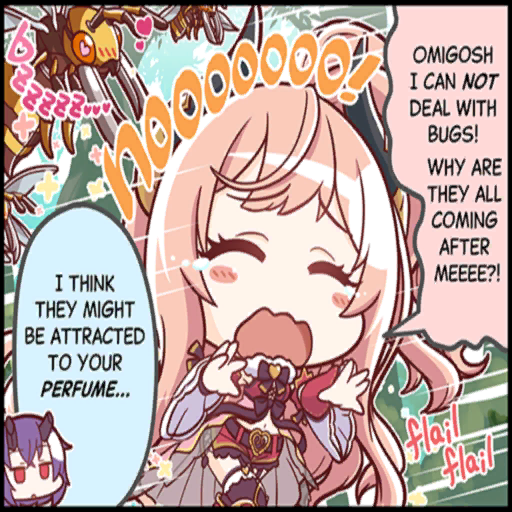 bzzzzz...
NOOOOOOOO!
OMIGOSH
I CAN NOT
DEAL WITH
BUGS!
WHY ARE
THEY ALL
COMING
AFTER
MEEEE?!
I THINK
THEY MIGHT
BE ATTRACTED
TO YOUR
PERFUME...
flail
flail